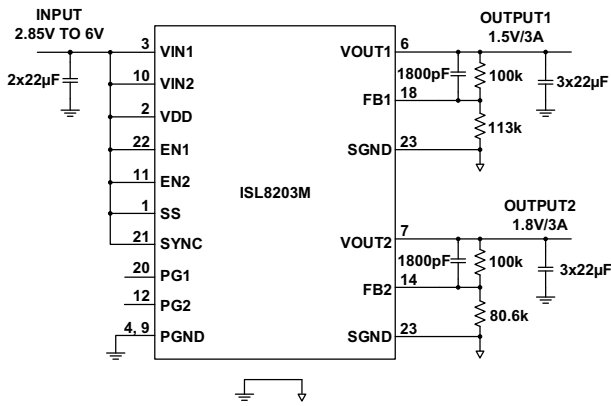 INPUT
2.85V TO 6V
2x22µF
3 VIN1
10 VIN2
2 VDD
22 EN1
11 EN2
1 SS
21 SYNC
20 PG1
12 PG2
4, 9 PGND
ISL8203M
OUTPUT1
1.5V/3A
VOUT1 6
1800pF
100k
3x22µF
FB1 18
113k
SGND 23
OUTPUT2
1.8V/3A
VOUT2 7
1800pF
100k
3x22µF
FB2 14
80.6k
SGND 23